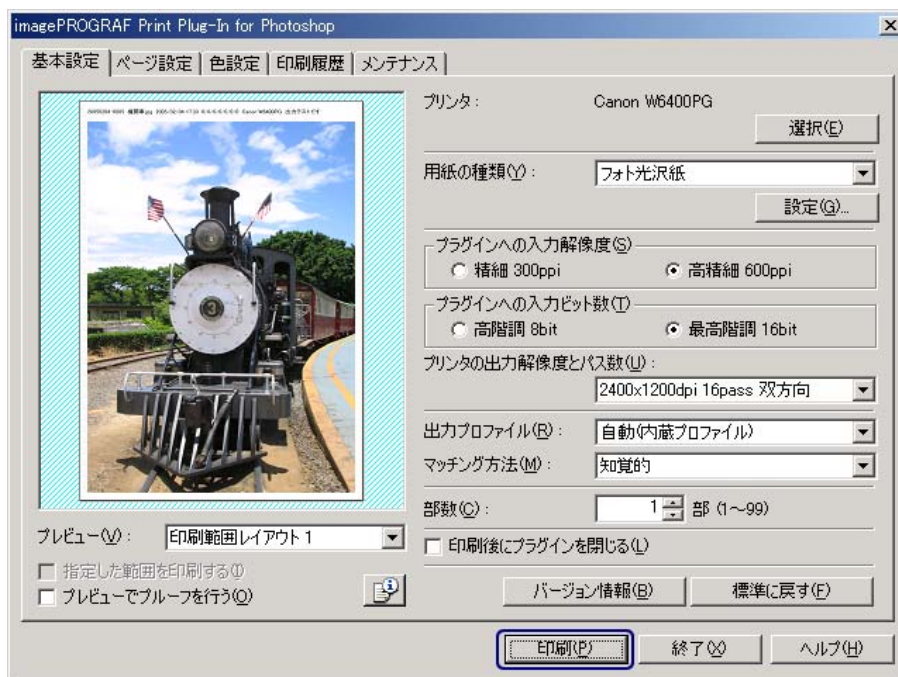 imagePROGRAF Print Plug-In for Photoshop
基本設定 ページ設定 色設定 印刷履歴 メンテナンス
プリンタ： Canon W6400PG
選択(E)
用紙の種類(Y)： フォト光沢紙
設定(G)...
プラグインへの入力解像度(S)
精細 300ppi 高精細 600ppi
プラグインへの入力ビット数(T)
高階調 8bit 最高階調 16bit
プリンタの出力解像度とパス数(U)：
2400x1200dpi 16pass 双方向
出力プロファイル(R)： 自動(内蔵プロファイル)
マッチング方法(M)： 知覚的
部数(C)： 1 部 (1～99)
印刷後にプラグインを閉じる(L)
バージョン情報(B) 標準に戻す(F)
3
プレビュー(V)： 印刷範囲レイアウト 1
指定した範囲を印刷する(I)
プレビューでプルーフを行う(O)
印刷(P) 終了(X) ヘルプ(H)